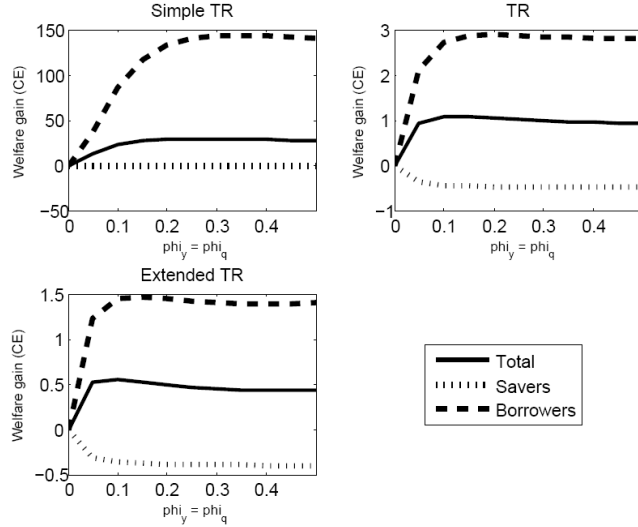 Simple TR
Welfare gain (CE)
150
100
50
0
−50
0
0.1
0.2
0.3
0.4
phi_y = phi_q
TR
Welfare gain (CE)
3
2
1
0
−1
0
0.1
0.2
0.3
0.4
phi_y = phi_q
Extended TR
Welfare gain (CE)
1.5
1
0.5
0
−0.5
0
0.1
0.2
0.3
0.4
phi_y = phi_q
Total
Savers
Borrowers